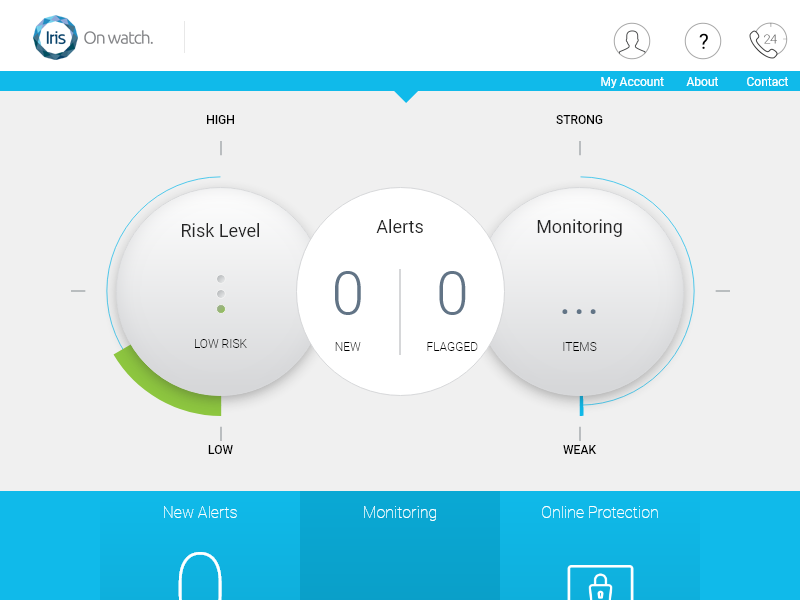 Iris On watch.
?
24
My Account About Contact
HIGH STRONG
Risk Level Alerts Monitoring
0 0 ...
LOW RISK NEW FLAGGED ITEMS
LOW WEAK
New Alerts Monitoring Online Protection
0